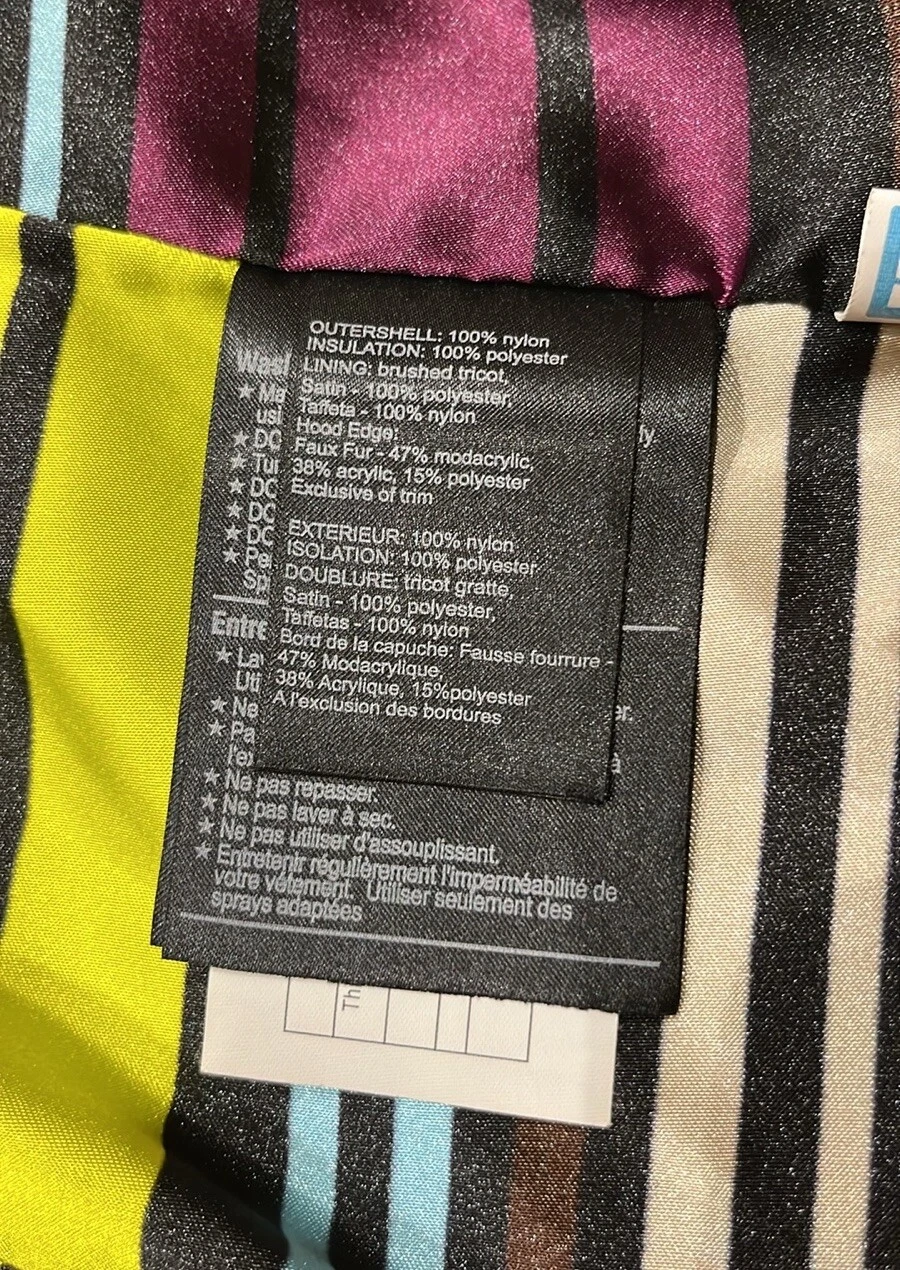 OUTERSHELL: 100% nylon
INSULATION: 100% polyester
LINING: brushed tricot,
Satin - 100% polyester,
Taffeta - 100% nylon
Hood Edge:
Faux Fur - 47% modacrylic,
38% acrylic, 15% polyester
Exclusive of trim
EXTERIEUR: 100% nylon
ISOLATION: 100% polyester
DOUBLURE: tricot gratte,
Satin - 100% polyester,
Taffetas - 100% nylon
Bord de la capuche: Fausse fourrure -
47% Modacrylique,
38% Acrylique, 15%polyester
A l'exclusion des bordures
★ Ne pas repasser.
★ Ne pas laver à sec.
★ Ne pas utiliser d'assouplissant.
★ Entretenir régulièrement l'imperméabilité de
votre vêtement. Utiliser seulement des
sprays adaptées
Th